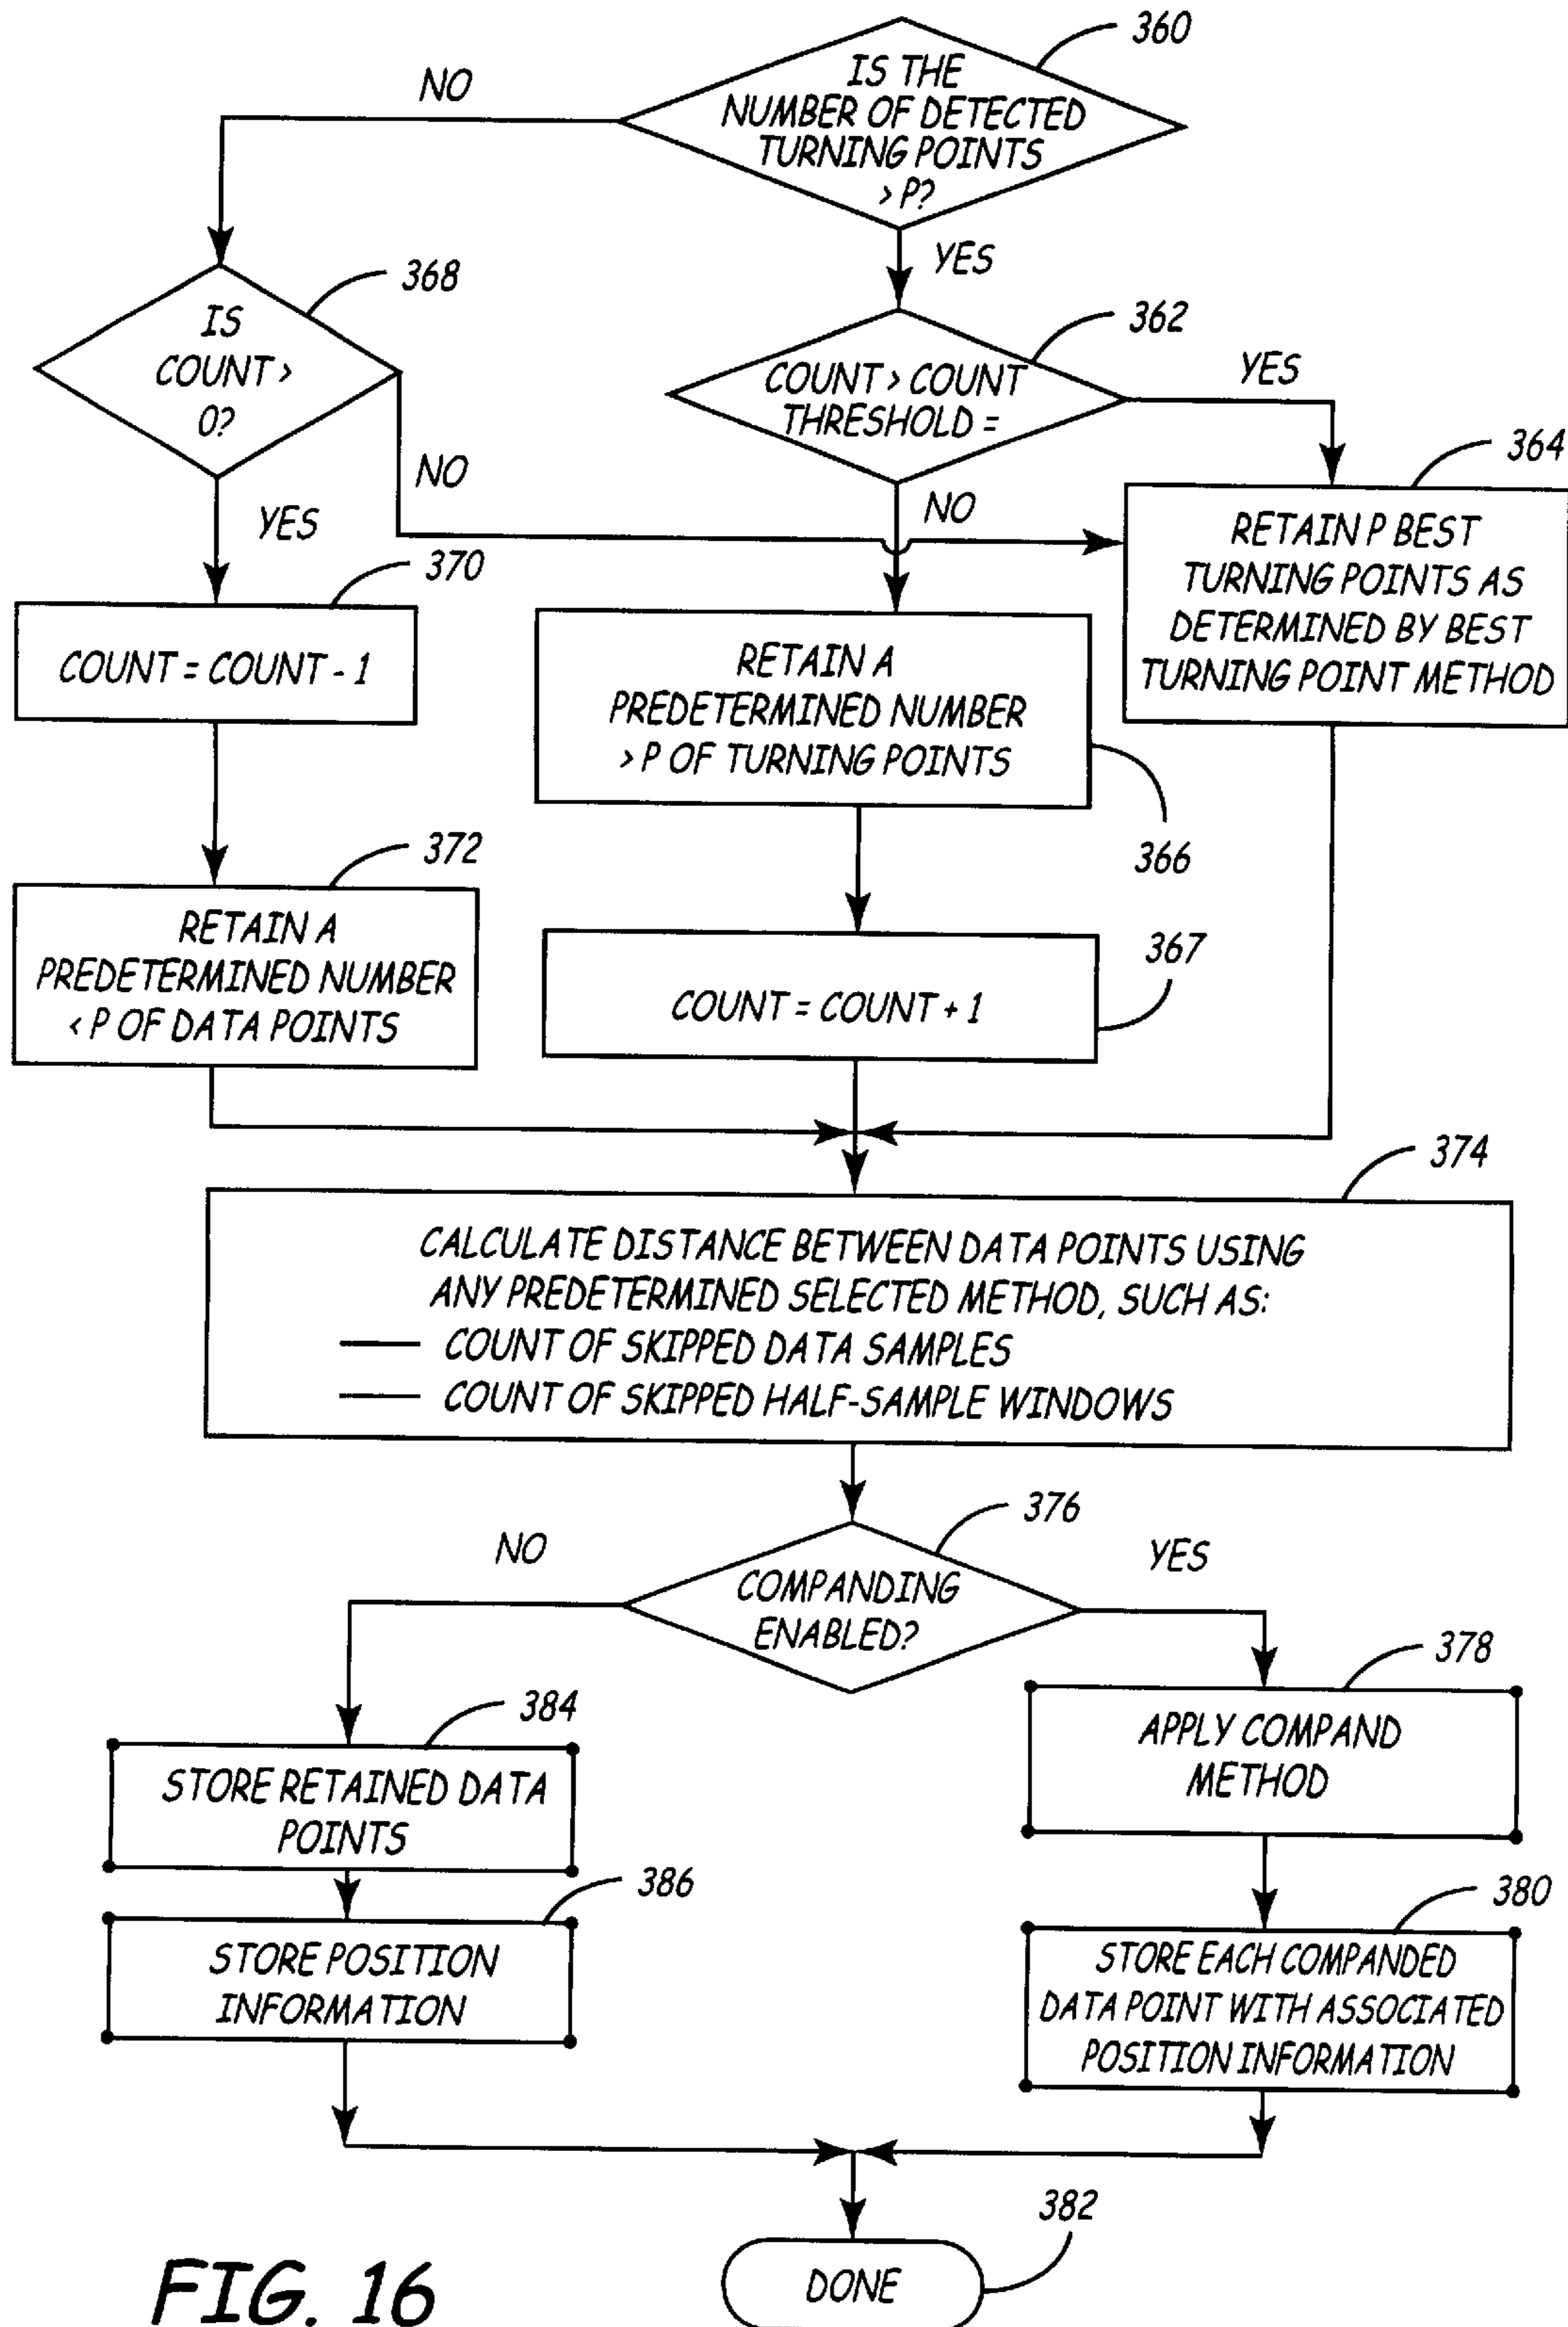 360
IS THE
NUMBER OF DETECTED
TURNING POINTS
> P?
NO
YES
368
IS
COUNT >
0?
362
COUNT > COUNT
THRESHOLD =
YES
364
RETAIN P BEST
TURNING POINTS AS
DETERMINED BY BEST
TURNING POINT METHOD
NO
NO
YES
370
COUNT = COUNT - 1
RETAIN A
PREDETERMINED NUMBER
> P OF TURNING POINTS
366
372
RETAIN A
PREDETERMINED NUMBER
< P OF DATA POINTS
367
COUNT = COUNT + 1
374
CALCULATE DISTANCE BETWEEN DATA POINTS USING
ANY PREDETERMINED SELECTED METHOD, SUCH AS:
— COUNT OF SKIPPED DATA SAMPLES
— COUNT OF SKIPPED HALF-SAMPLE WINDOWS
376
COMPANDING
ENABLED?
NO
YES
378
APPLY COMPAND
METHOD
384
STORE RETAINED DATA
POINTS
386
STORE POSITION
INFORMATION
380
STORE EACH COMPANDED
DATA POINT WITH ASSOCIATED
POSITION INFORMATION
382
DONE
FIG. 16